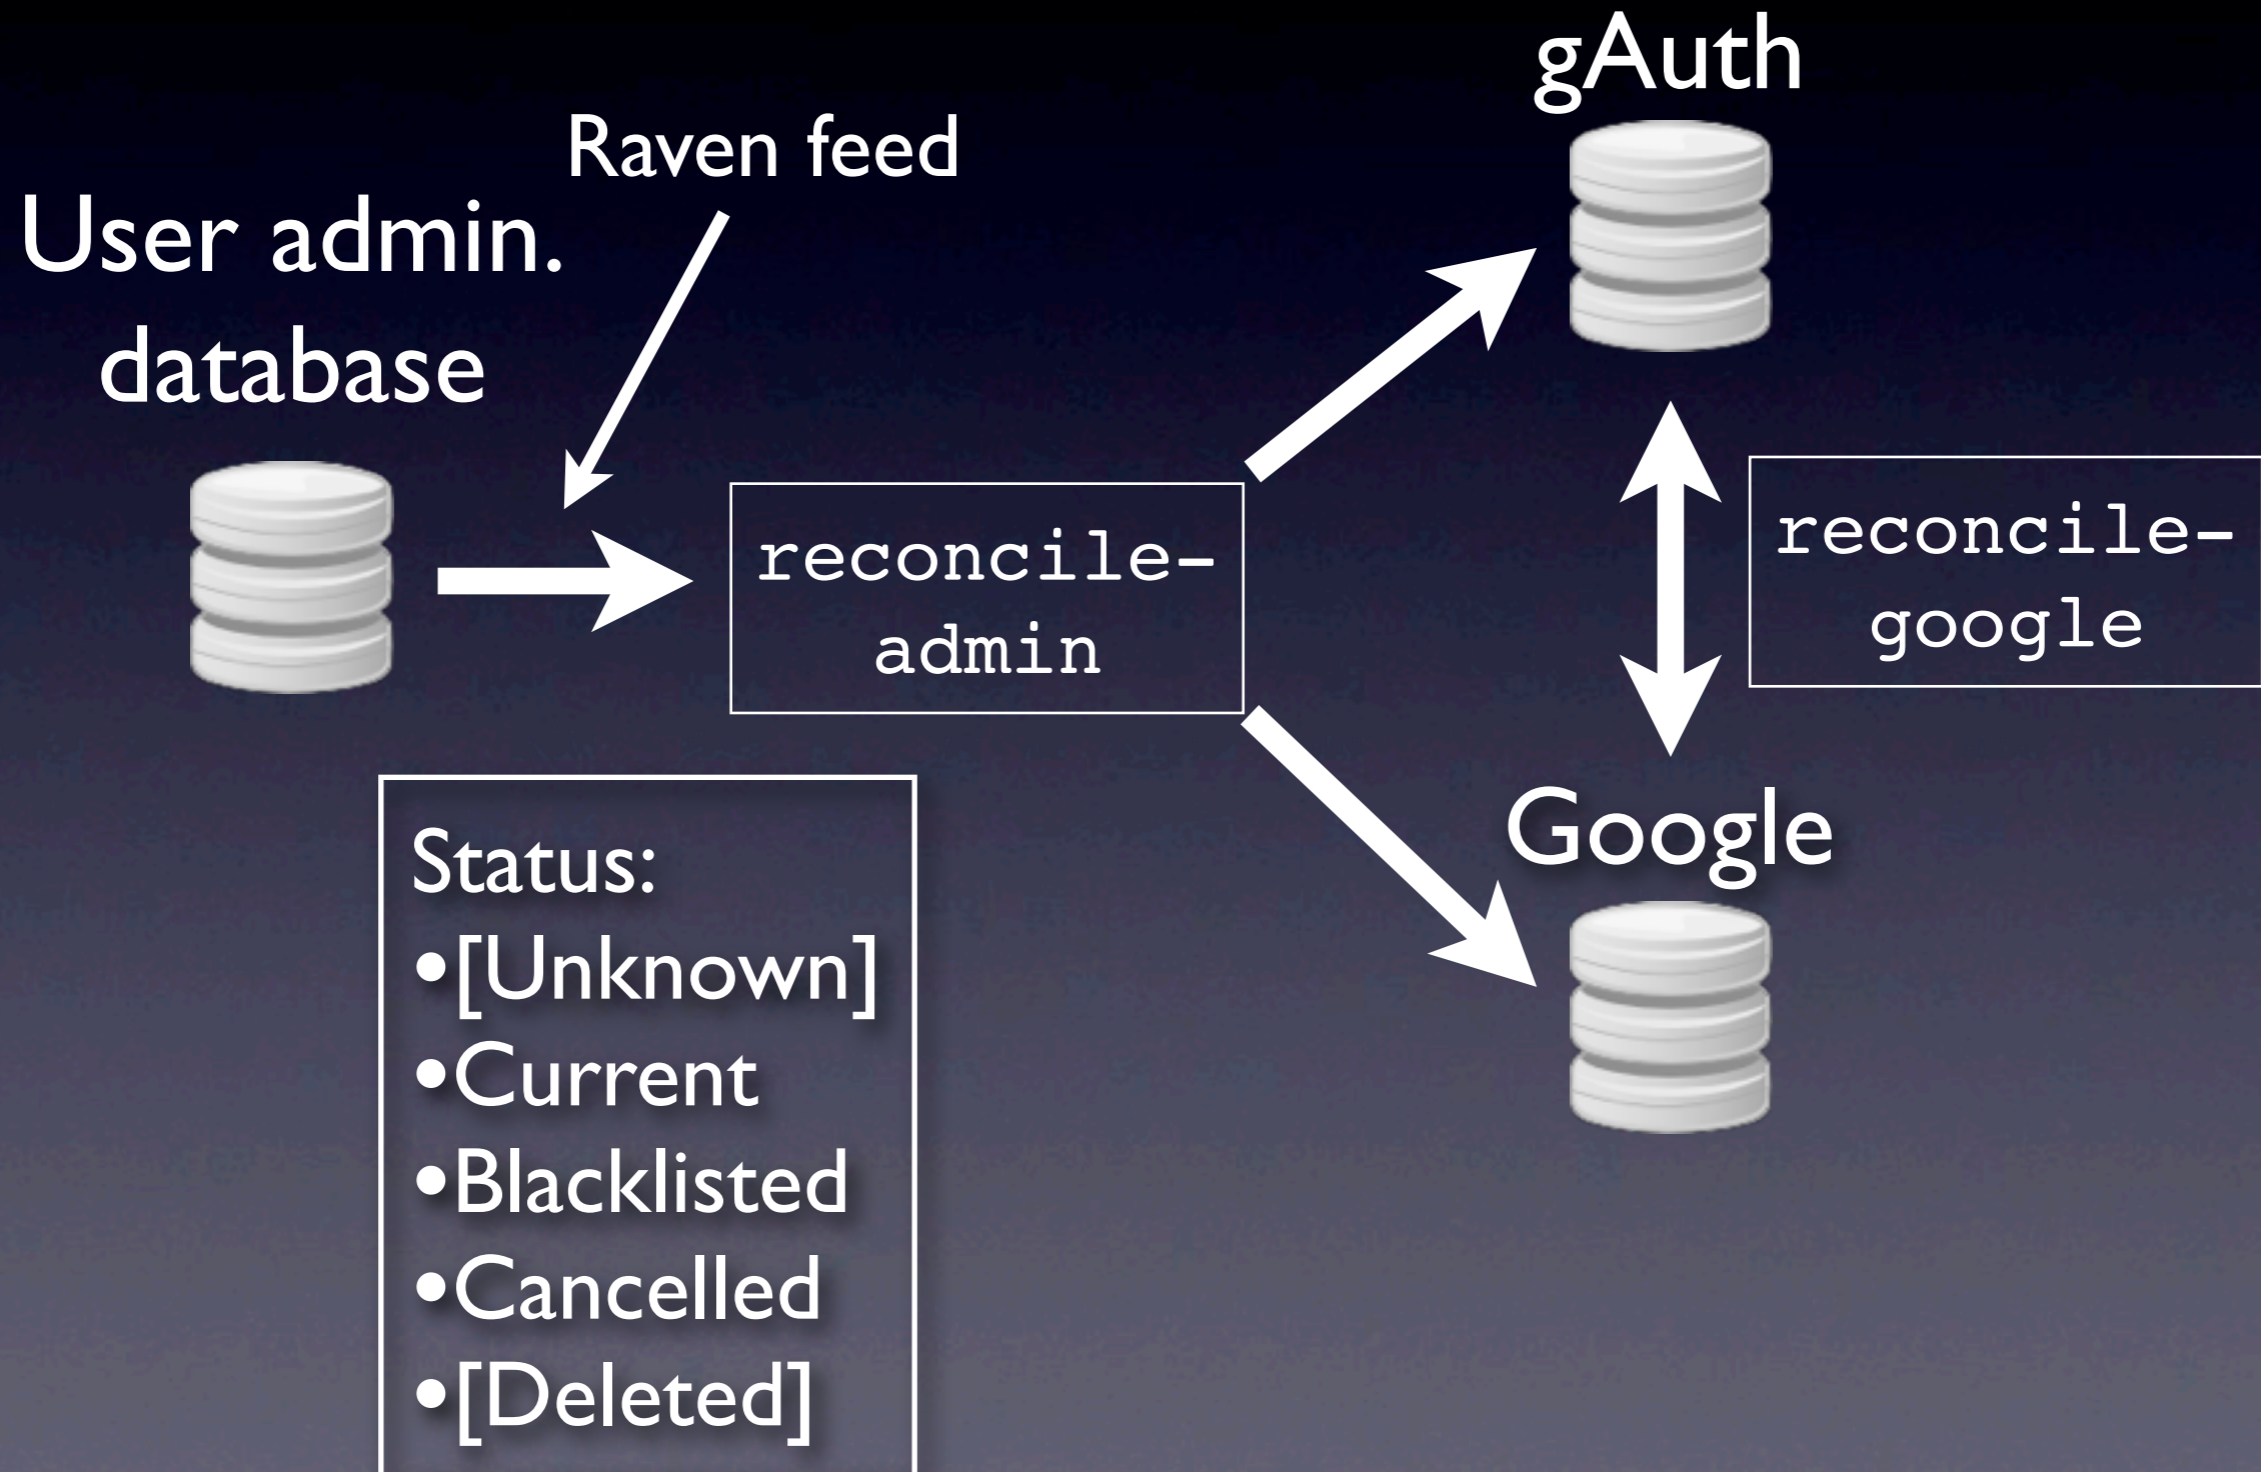 gAuth
Raven feed
User admin.
database
reconcile-
admin
reconcile-
google
Google
Status:
•[Unknown]
•Current
•Blacklisted
•Cancelled
•[Deleted]